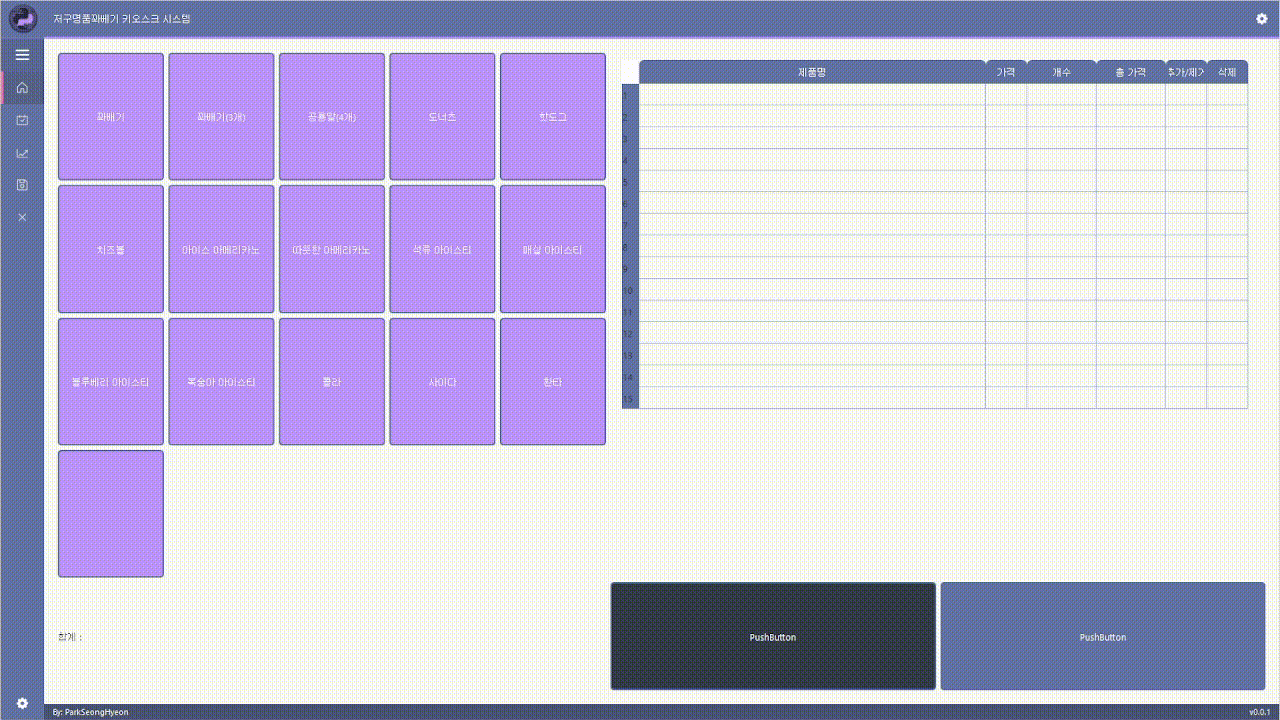 저구명품꽈베기 키오스크 시스템
꽈배기
꽈배기(3개)
공룡알(4개)
도너츠
핫도그
치즈볼
아이스 아메리카노
따뜻한 아메리카노
석류 아이스티
매실 아이스티
블루베리 아이스티
복숭아 아이스티
콜라
사이다
환타
제품명
가격
개수
총 가격
삭제
1
2
3
4
5
6
7
8
9
10
11
12
13
14
15
합계 :
PushButton
PushButton
By: ParkSeongHyeon
v0.0.1